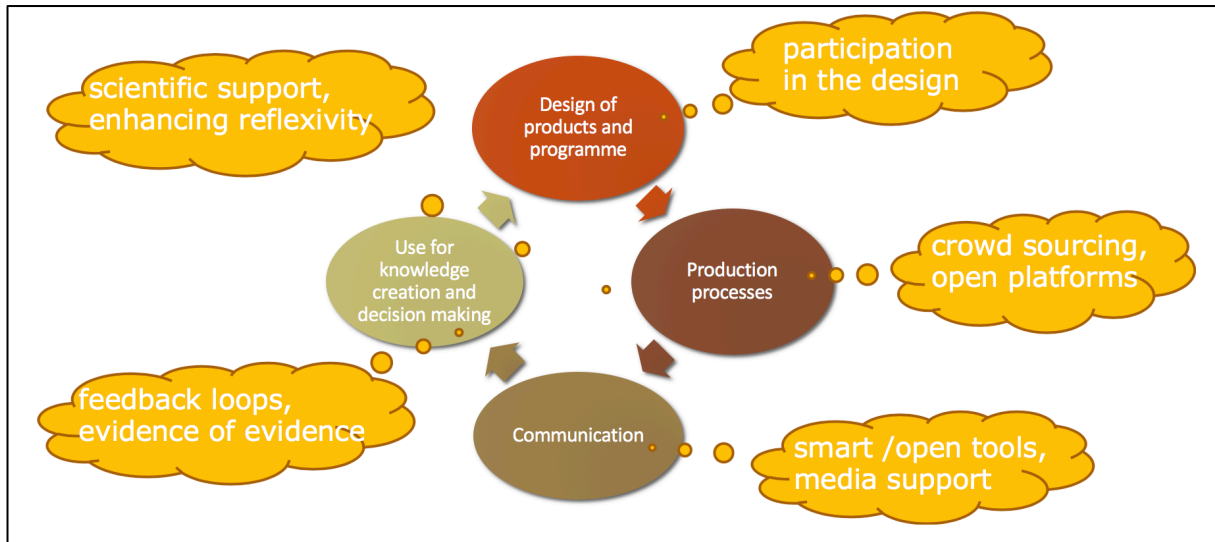 participation
in the design
scientific support,
enhancing reflexivity
Design of
products and
programme
Use for
knowledge
creation and
decision making
Production
processes
crowd sourcing,
open platforms
feedback loops,
evidence of evidence
Communication
smart /open tools,
media support